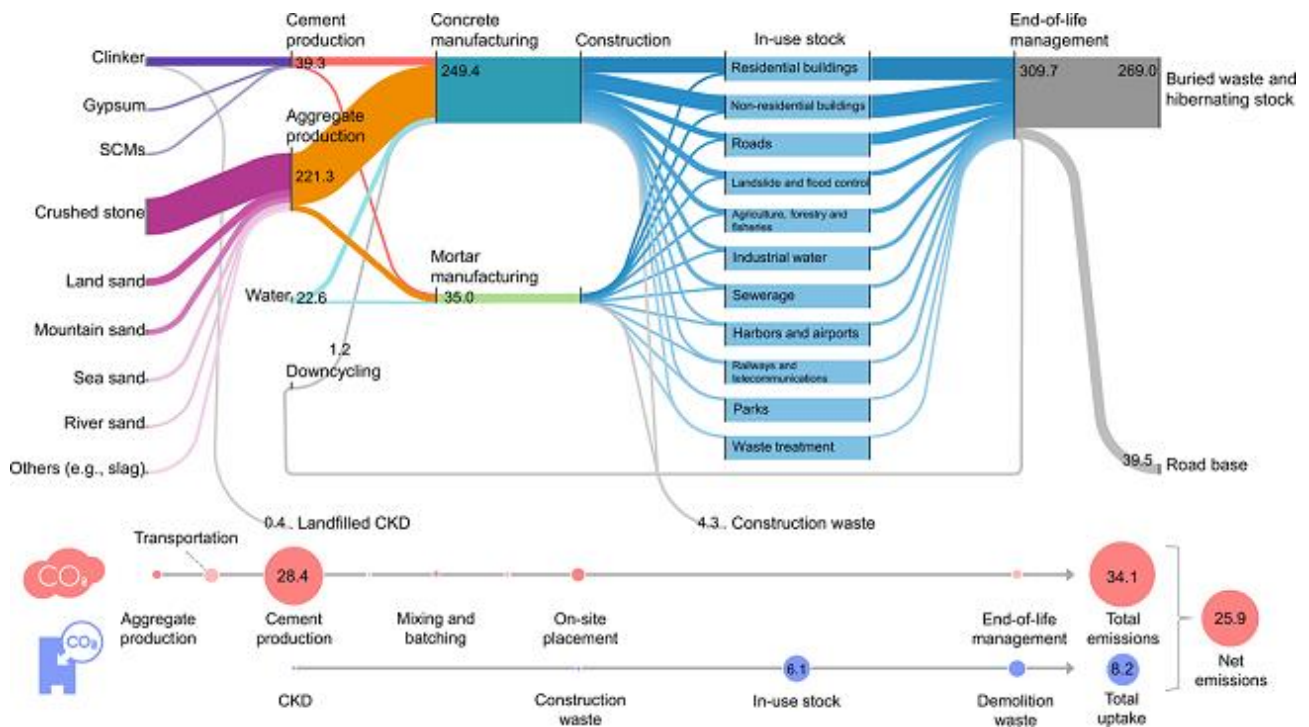 Cement
production
Concrete
manufacturing
Construction
In-use stock
End-of-life
management
Clinker
39.3
249.4
Residential buildings
309.7
269.0
Buried waste and
hibernating stock
Gypsum
Non-residential buildings
Aggregate
production
SCMs
Roads
221.3
Landslide and flood control
Crushed stone
Agriculture, forestry and
fisheries
Mortar
manufacturing
Industrial water
Land sand
Water
22.6
35.0
Sewerage
Mountain sand
Harbors and airports
1.2
Downcycling
Railways and
telecommunications
Sea sand
Parks
River sand
Waste treatment
Others (e.g., slag)
39.5
Road base
0.4
Landfilled CKD
4.3
Construction waste
Transportation
CO₂
28.4
34.1
Aggregate
production
Cement
production
Mixing and
batching
On-site
placement
End-of-life
management
Total
emissions
25.9
Net
emissions
CO₂
6.1
8.2
CKD
Construction
waste
In-use stock
Demolition
waste
Total
uptake